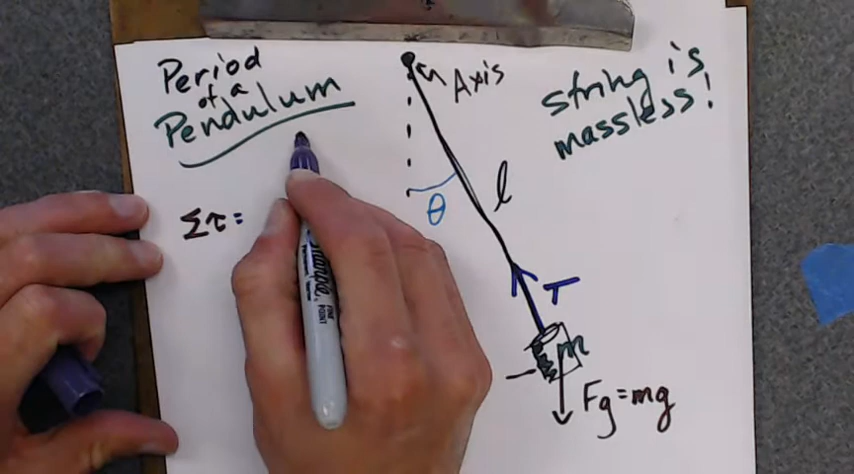 Period
of a
Pendulum
Axis
string is
massless!
θ
l
Στ=
T
m
Fg=mg
Sharpie
FINE
POINT